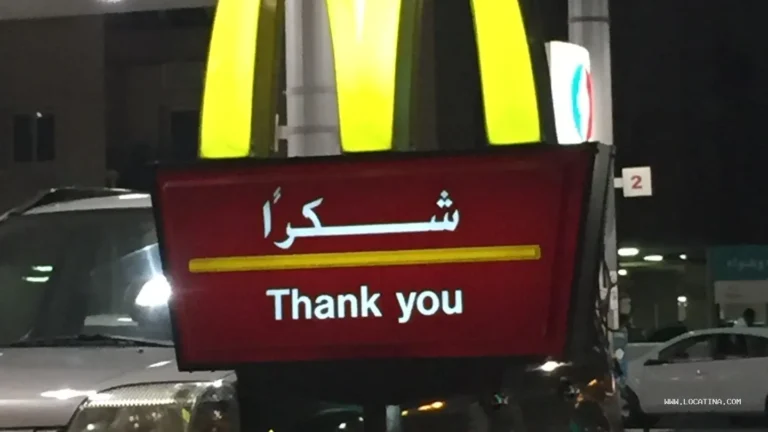 شكرًا
Thank you
2
WWW.LOCATINA.COM